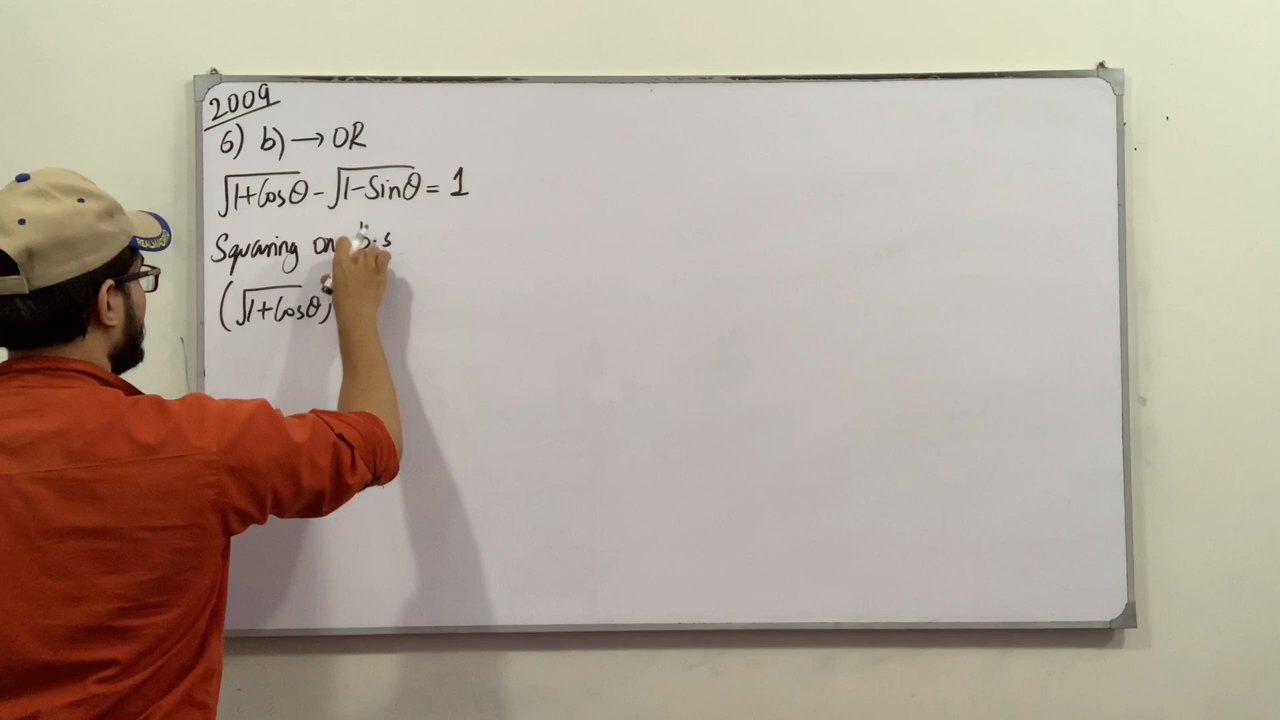 2009
6) b) → OR
√1+Cosθ - √1-Sinθ = 1
Squaring on b.s
(√1+Cosθ)